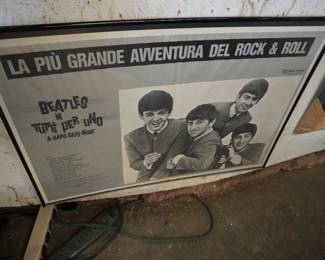 LA PIÙ GRANDE AVVENTURA DEL ROCK & ROLL
BEATLES
IN
TUTTI PER UNO
A HARD DAY'S NIGHT